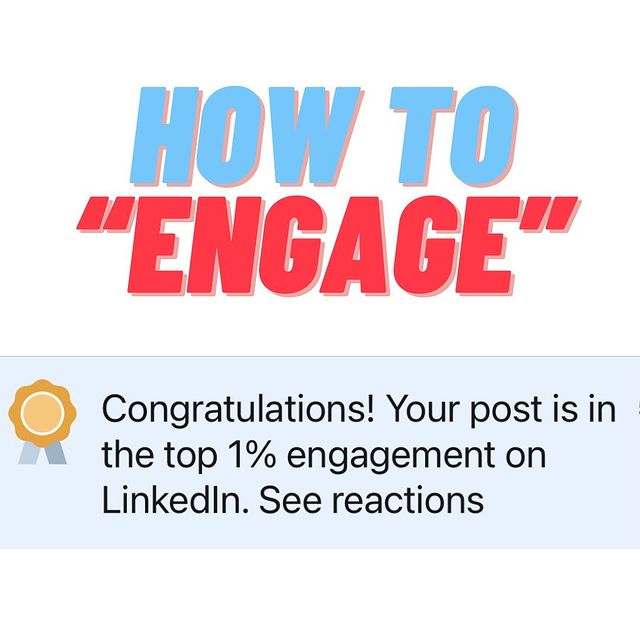 HOW TO
“ENGAGE”
Congratulations! Your post is in
the top 1% engagement on
LinkedIn. See reactions